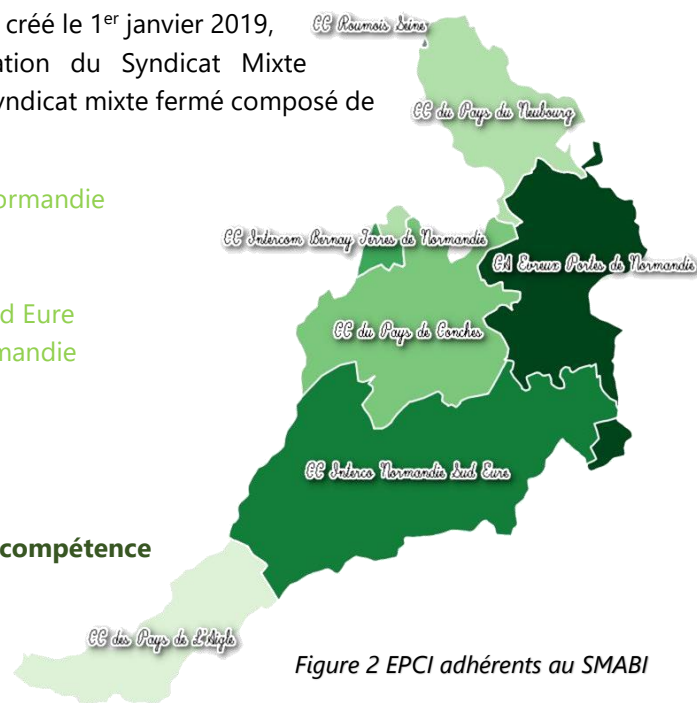 créé le 1er janvier 2019,
CC Roumois Seine
ation du Syndicat Mixte
yndicat mixte fermé composé de
CC du Pays du Neubourg
ormandie
CC Intercom Bernay Terres de Normandie
CA Evreux Portes de Normandie
d Eure
CC du Pays de Conches
mandie
CC Interco Normandie Sud Eure
compétence
CC des Pays de L'Aigle
Figure 2 EPCI adhérents au SMABI